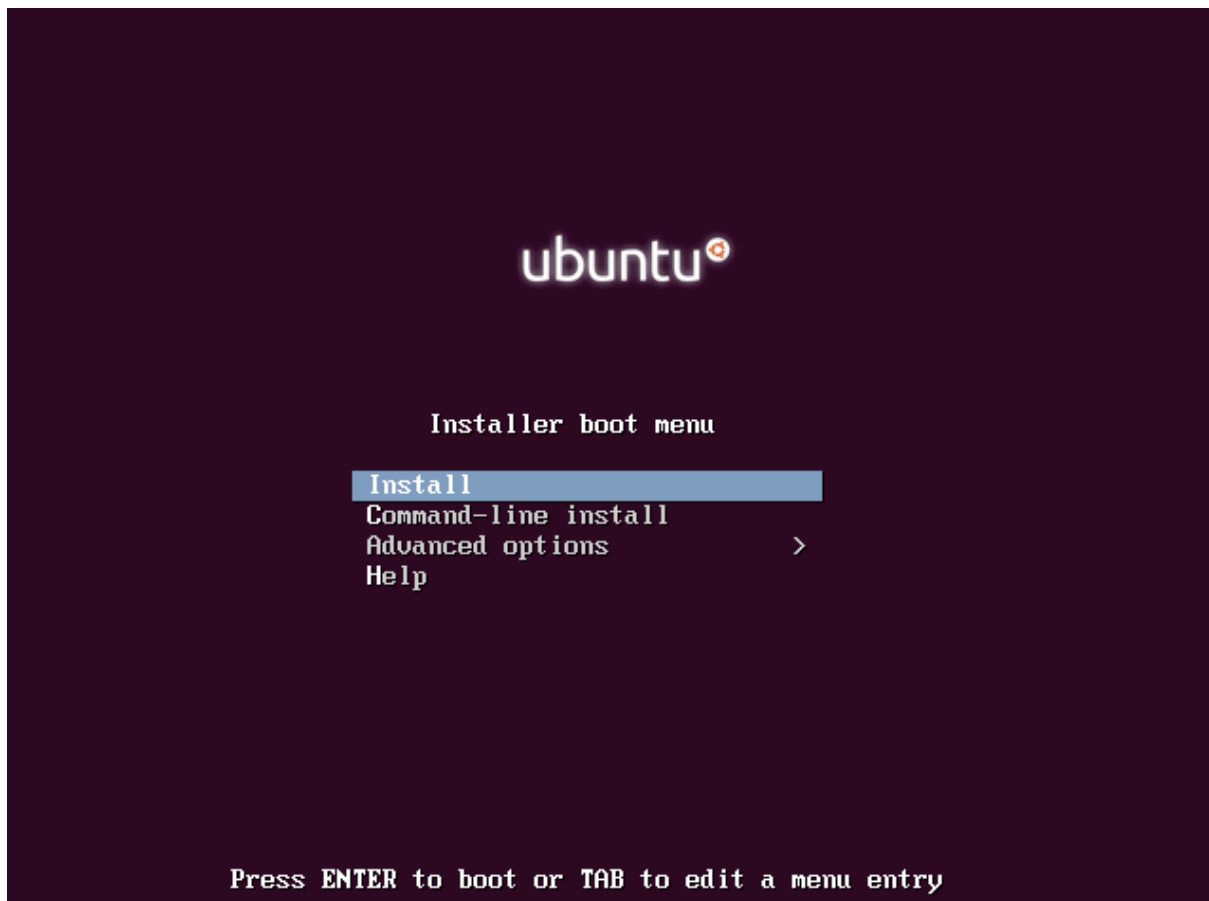 ubuntu
Installer boot menu
Install
Command-line install
Advanced options >
Help
Press ENTER to boot or TAB to edit a menu entry